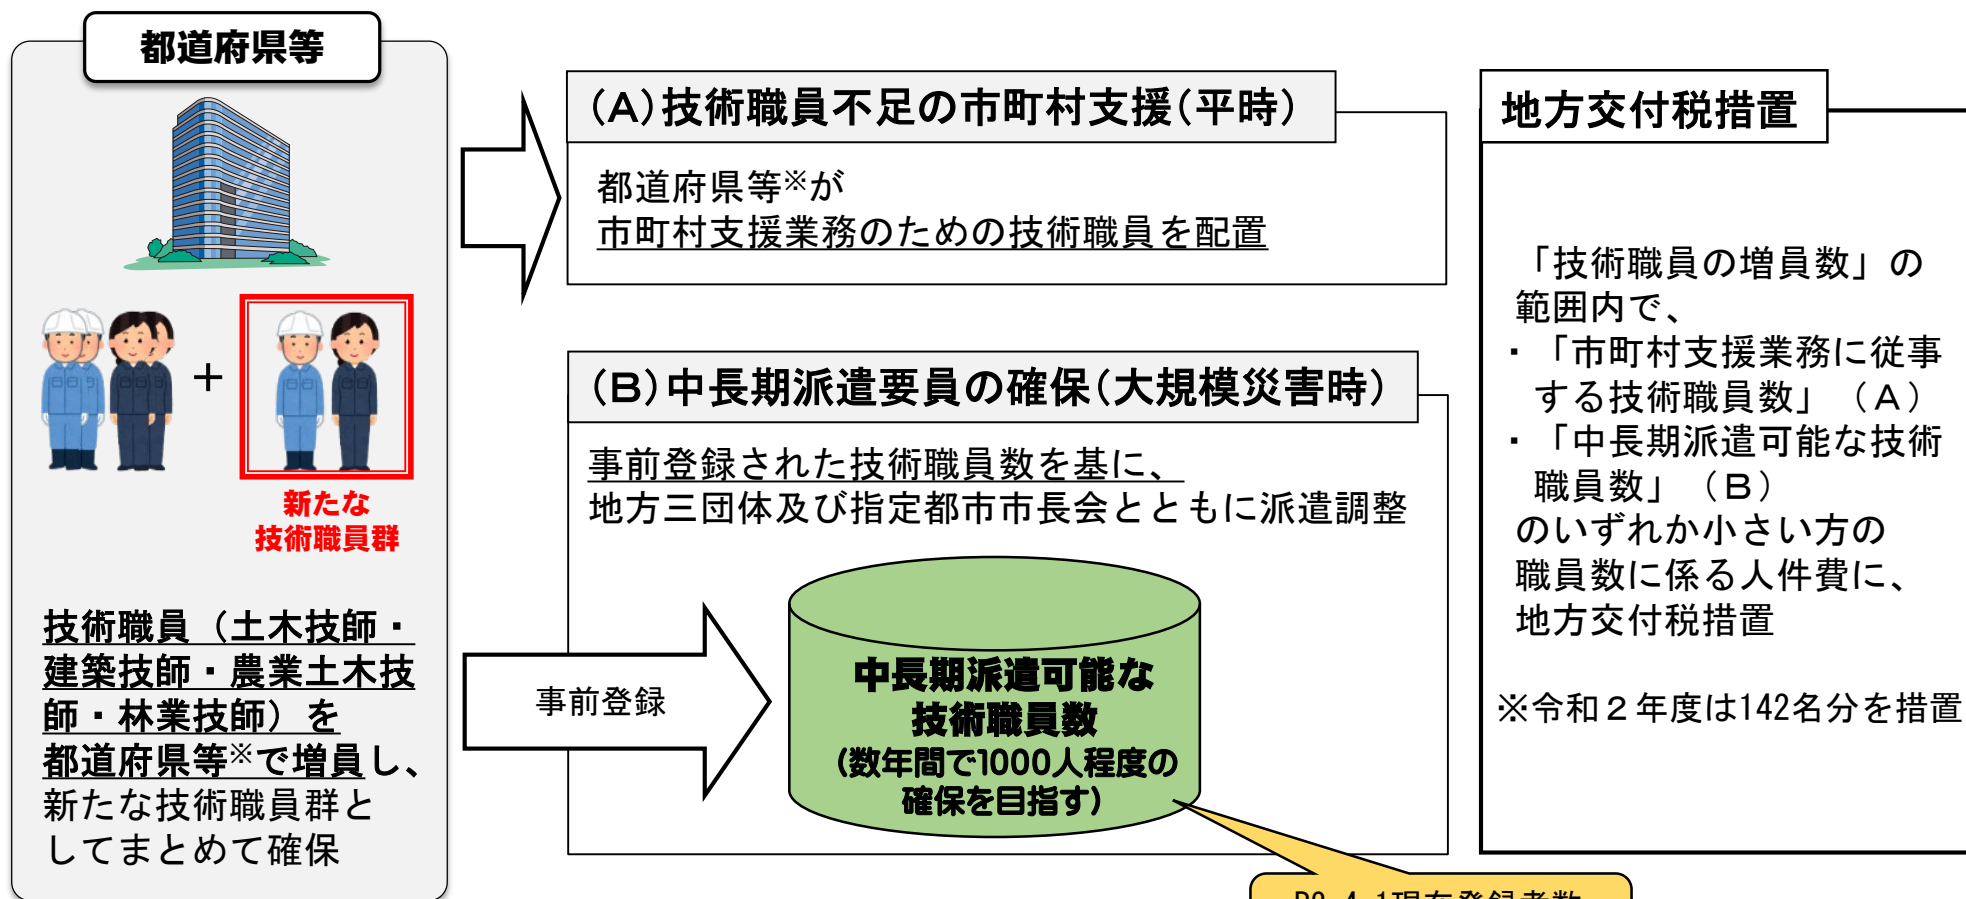 都道府県等
+
新たな
技術職員群
技術職員（土木技師・
建築技師・農業土木技
師・林業技師）を
都道府県等※で増員し、
新たな技術職員群と
してまとめて確保
(A)技術職員不足の市町村支援(平時)
都道府県等※が
市町村支援業務のための技術職員を配置
(B)中長期派遣要員の確保(大規模災害時)
事前登録された技術職員数を基に、
地方三団体及び指定都市市長会とともに派遣調整
事前登録
中長期派遣可能な
技術職員数
(数年間で1000人程度の
確保を目指す)
地方交付税措置
「技術職員の増員数」の
範囲内で、
・「市町村支援業務に従事
する技術職員数」（A）
・「中長期派遣可能な技術
職員数」（B）
のいずれか小さい方の
職員数に係る人件費に、
地方交付税措置
※令和２年度は142名分を措置